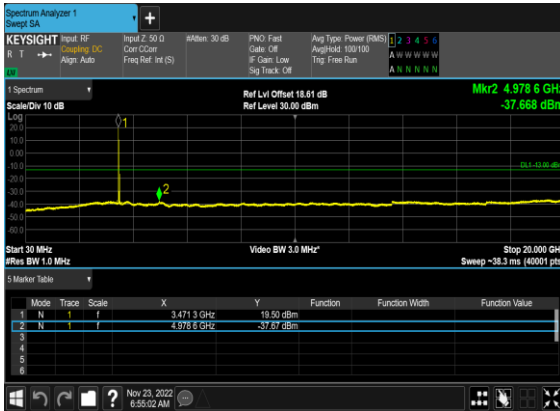 Spectrum Analyzer 1
Swept SA
+
KEYSIGHT Input: RF Input Z: 50 Ω #Atten: 30 dB PNO: Fast Avg Type: Power (RMS) 1 2 3 4 5 6
R T Coupling: DC Corr CCorr Gate: Off Avg|Hold: 100/100 A W W W W W
Align: Auto Freq Ref: Int (S) IF Gain: Low Trig: Free Run
Sig Track: Off A N N N N N
1 Spectrum Ref Lvl Offset 18.61 dB Mkr2 4.978 6 GHz
Scale/Div 10 dB Ref Level 30.00 dBm -37.668 dBm
Log
20.0
10.0
0.00
-10.0
-20.0
-30.0
-40.0
-50.0
-60.0
1
2
DL1 -13.00 dBm
Start 30 MHz Video BW 3.0 MHz* Stop 20.000 GHz
#Res BW 1.0 MHz Sweep ~38.3 ms (40001 pts)
5 Marker Table
Mode Trace Scale X Y Function Function Width Function Value
1 N 1 f 3.471 3 GHz 19.50 dBm
2 N 1 f 4.978 6 GHz -37.67 dBm
3
4
5
6
? Nov 23, 2022
6:55:02 AM